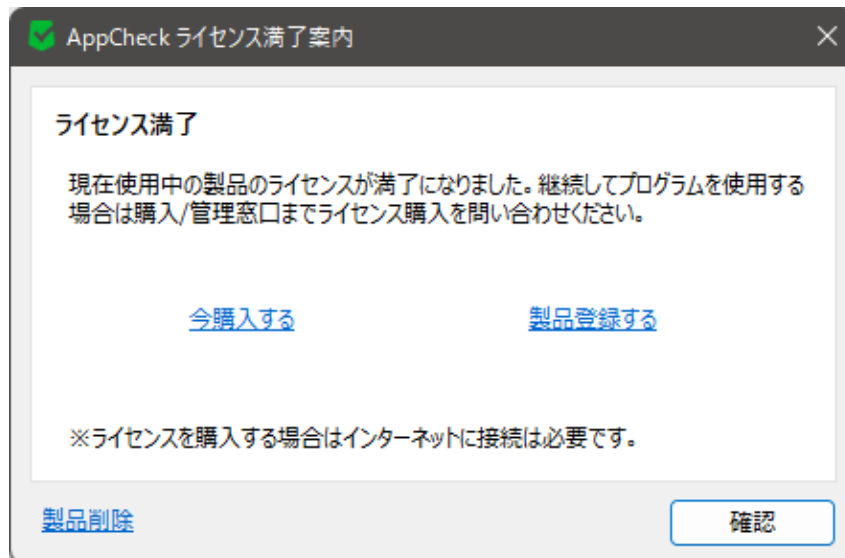 AppCheck ライセンス満了案内
ライセンス満了
現在使用中の製品のライセンスが満了になりました。継続してプログラムを使用する
場合は購入/管理窓口までライセンス購入を問い合わせください。
今購入する
製品登録する
※ライセンスを購入する場合はインターネットに接続は必要です。
製品削除
確認